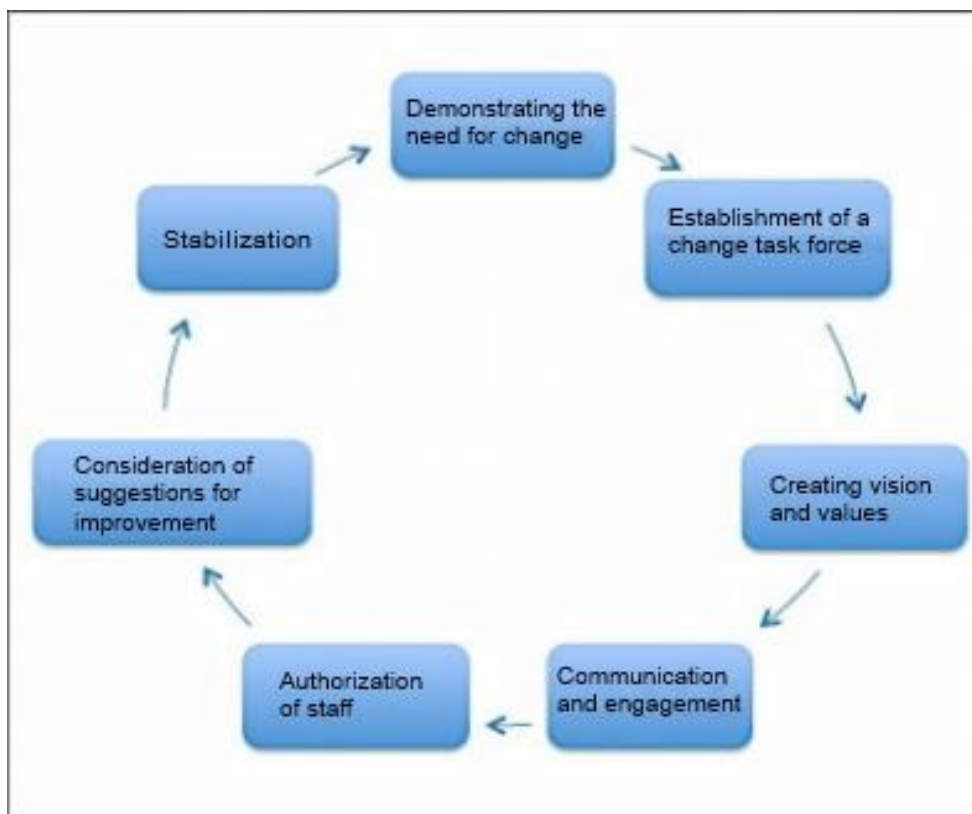 Demonstrating the
need for change
Establishment of a
change task force
Creating vision
and values
Communication
and engagement
Authorization
of staff
Consideration of
suggestions for
improvement
Stabilization